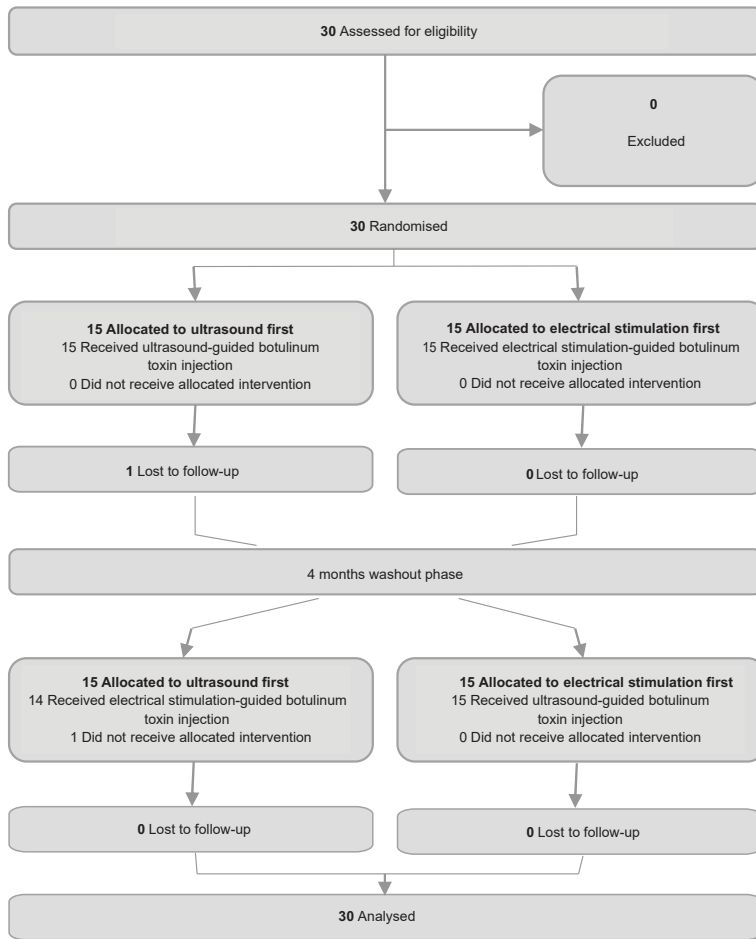 30 Assessed for eligibility
0
Excluded
30 Randomised
15 Allocated to ultrasound first
15 Received ultrasound-guided botulinum
toxin injection
0 Did not receive allocated intervention
15 Allocated to electrical stimulation first
15 Received electrical stimulation-guided botulinum
toxin injection
0 Did not receive allocated intervention
1 Lost to follow-up
0 Lost to follow-up
4 months washout phase
15 Allocated to ultrasound first
14 Received electrical stimulation-guided botulinum
toxin injection
1 Did not receive allocated intervention
15 Allocated to electrical stimulation first
15 Received ultrasound-guided botulinum
toxin injection
0 Did not receive allocated intervention
0 Lost to follow-up
0 Lost to follow-up
30 Analysed